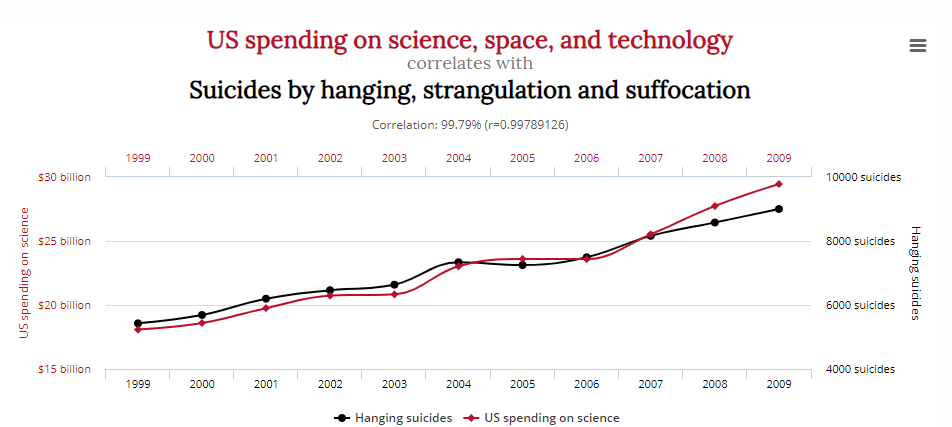 US spending on science, space, and technology
correlates with
Suicides by hanging, strangulation and suffocation
Correlation: 99.79% (r=0.99789126)
1999 2000 2001 2002 2003 2004 2005 2006 2007 2008 2009
$30 billion 10000 suicides
$25 billion 8000 suicides
$20 billion 6000 suicides
$15 billion 4000 suicides
US spending on science
Hanging suicides
1999 2000 2001 2002 2003 2004 2005 2006 2007 2008 2009
Hanging suicides US spending on science